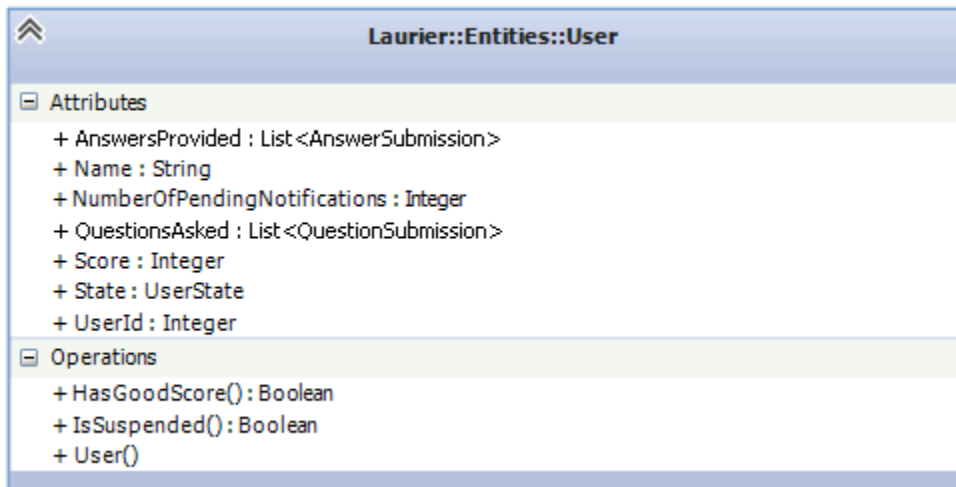 Laurier::Entities::User
Attributes
+ AnswersProvided : List<AnswerSubmission>
+ Name : String
+ NumberOfPendingNotifications : Integer
+ QuestionsAsked : List<QuestionSubmission>
+ Score : Integer
+ State : UserState
+ UserId : Integer
Operations
+ HasGoodScore() : Boolean
+ IsSuspended() : Boolean
+ User()